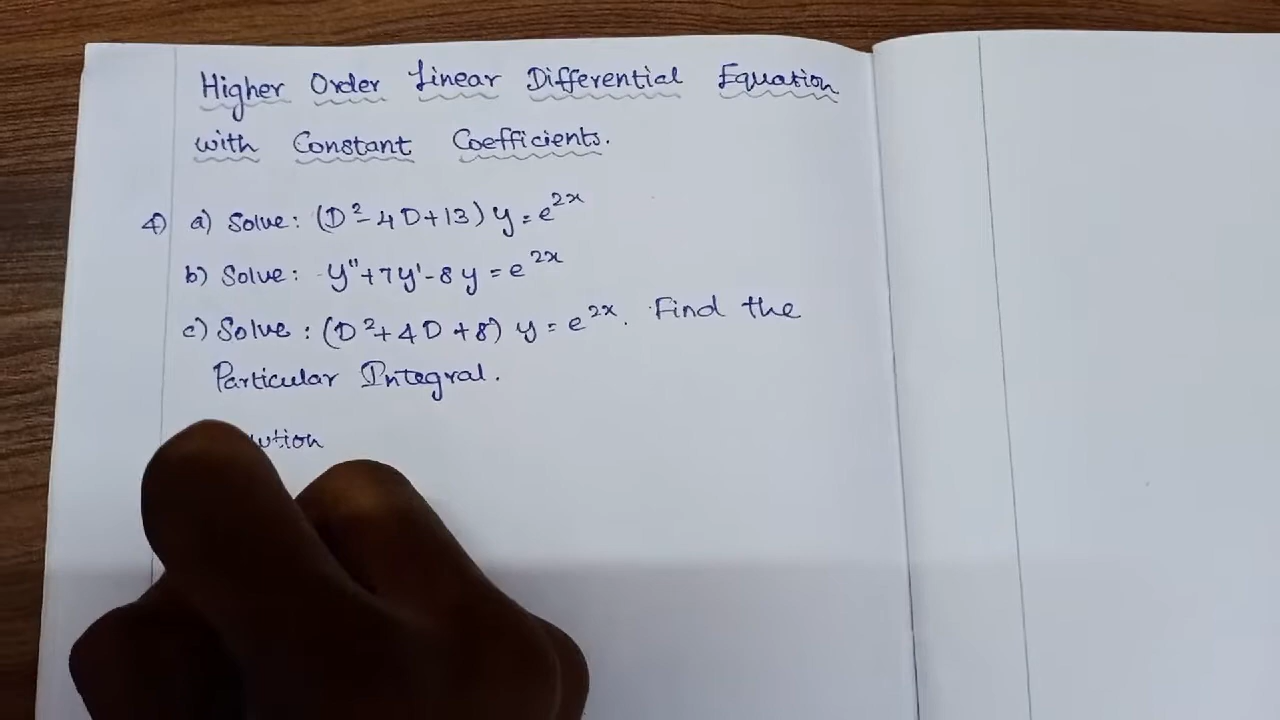 Higher Order Linear Differential Equation
with Constant Coefficients.
4) a) Solve: (D²-4D+13) y = e^2x
b) Solve: y"+7y'-8y = e^2x
c) Solve: (D²+4D+8) y = e^2x. Find the
Particular Integral.